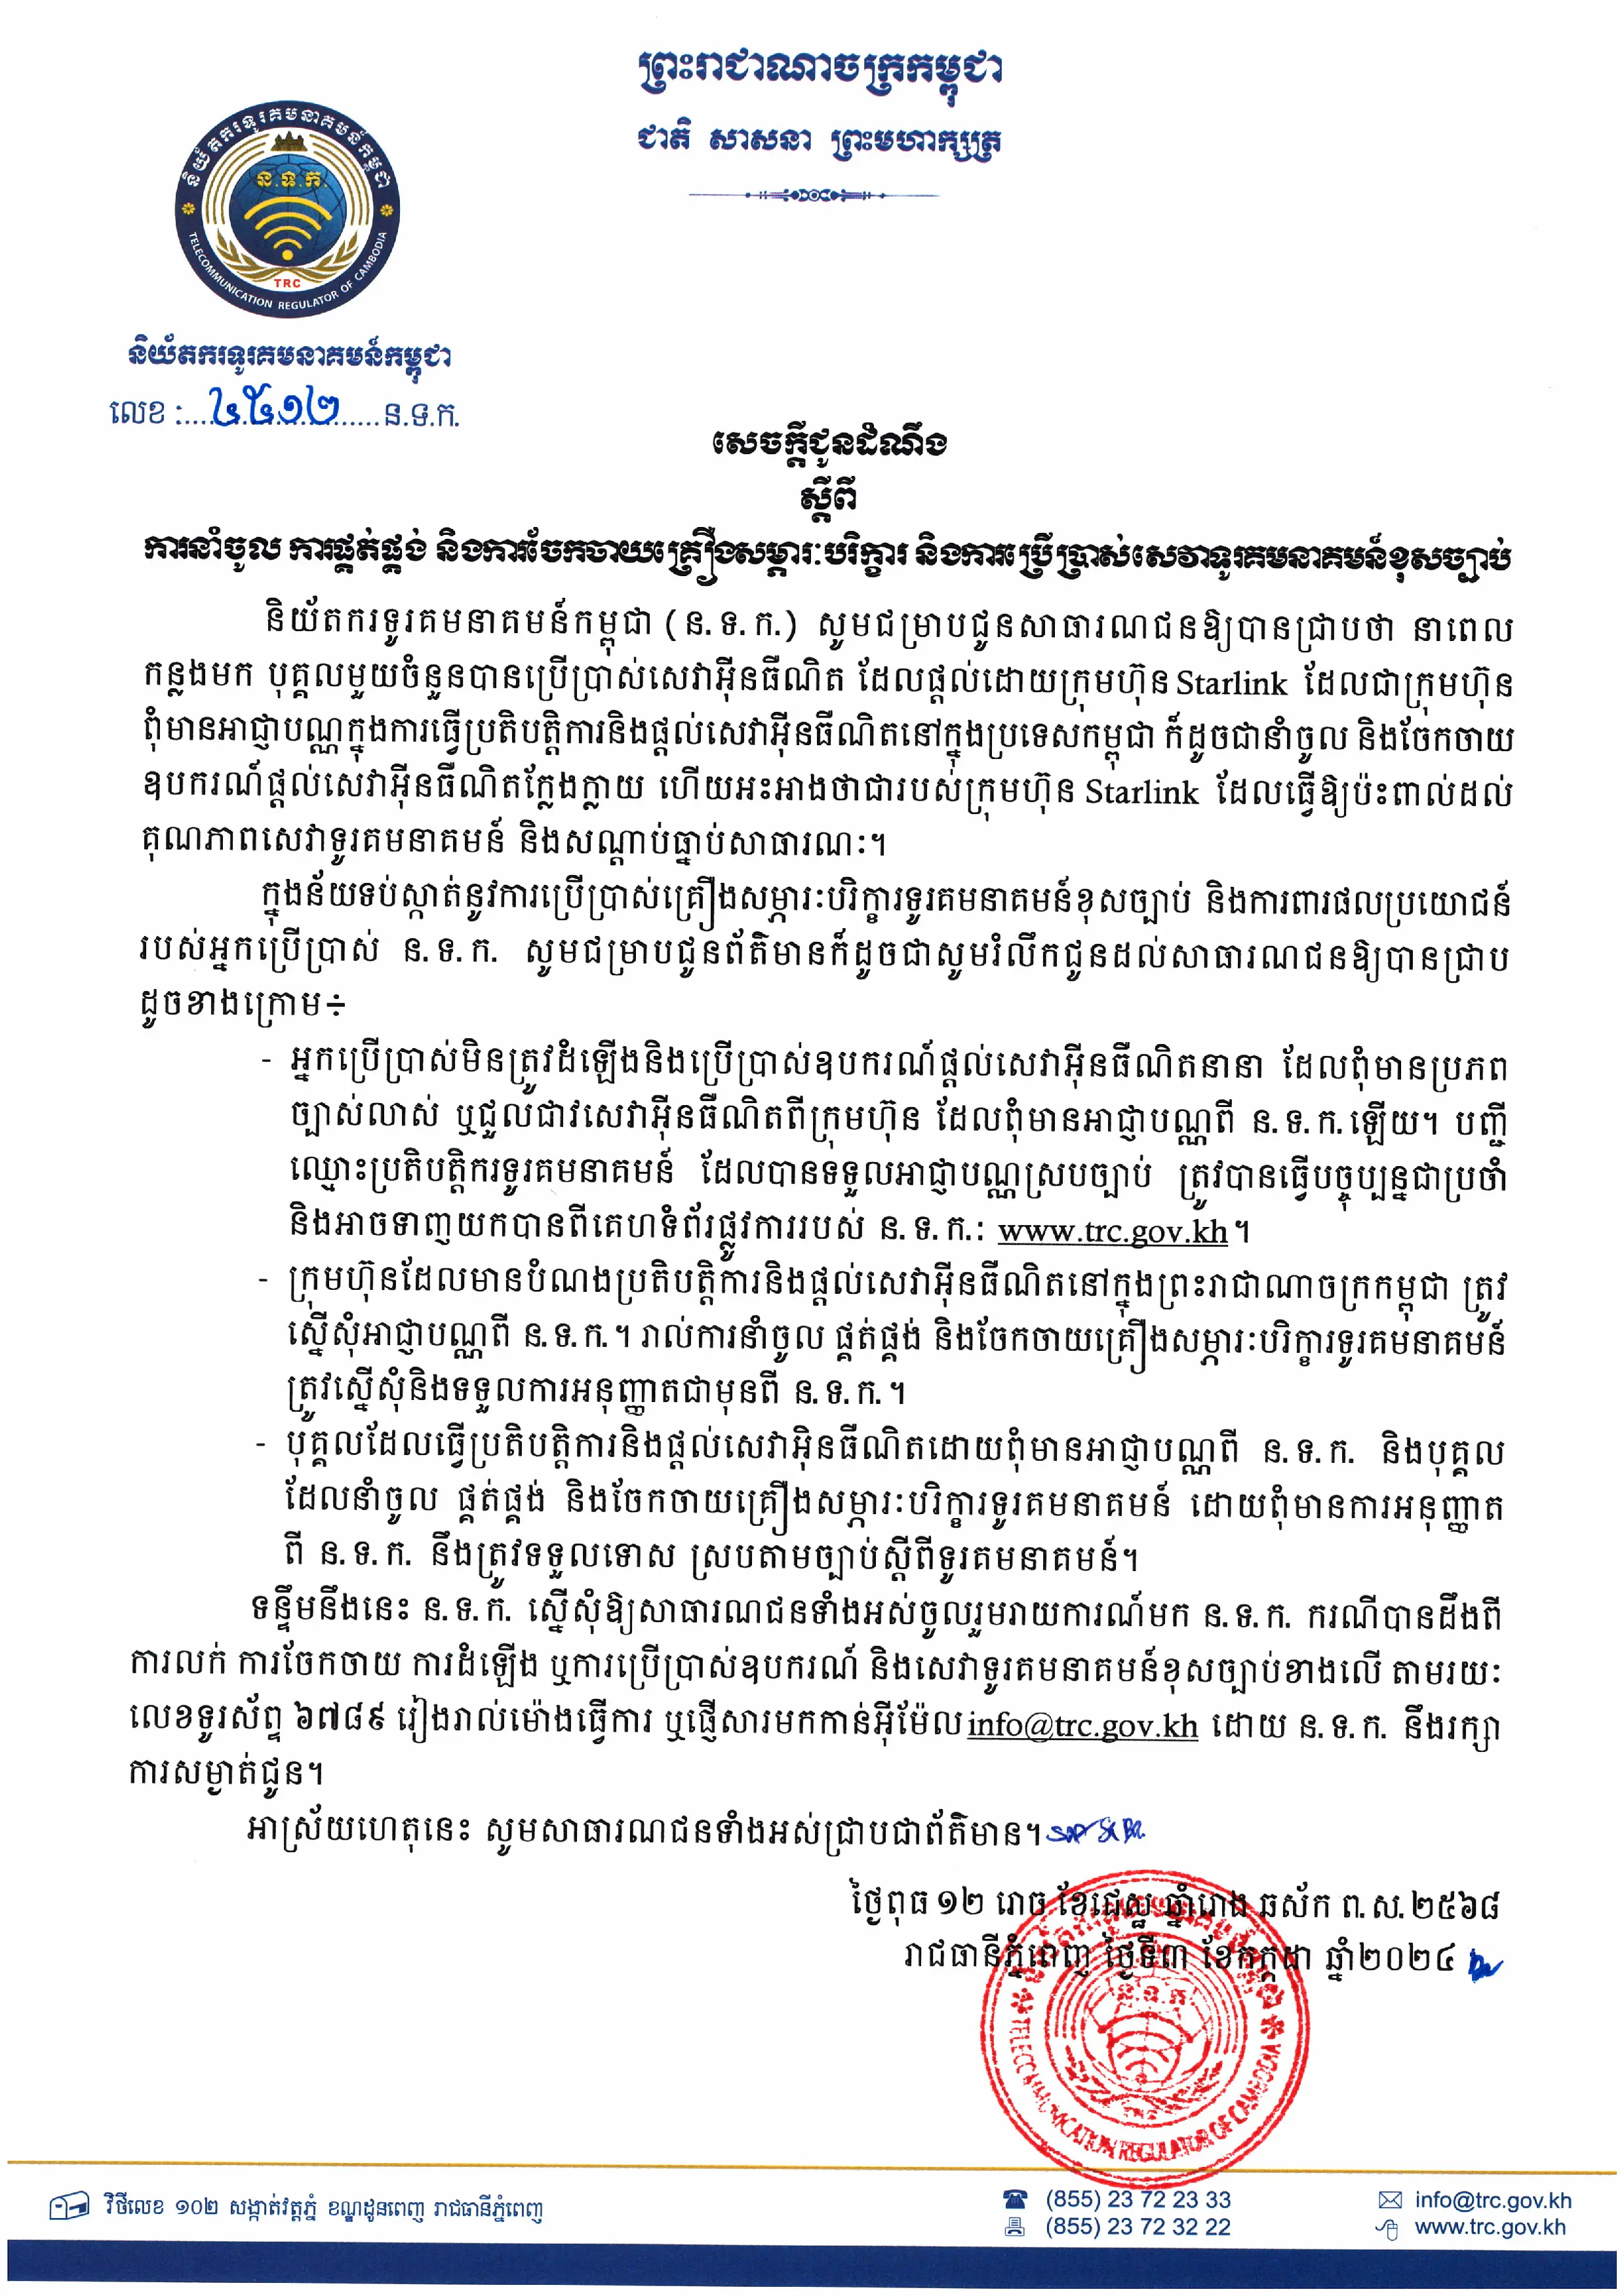 ព្រះរាជាណាចក្រកម្ពុជា
ជាតិ សាសនា ព្រះមហាក្សត្រ
និយ័តករទូរគមនាគមន៍កម្ពុជា
ន.ទ.ក.
TRC
TELECOMMUNICATION REGULATOR OF CAMBODIA
និយ័តករទូរគមនាគមន៍កម្ពុជា
លេខ :.... ៤៥១២ ....ន.ទ.ក.
សេចក្តីជូនដំណឹង
ស្តីពី
ការនាំចូល ការផ្គត់ផ្គង់ និងការចែកចាយគ្រឿងសម្ភារៈបរិក្ខារ និងការប្រើប្រាស់សេវាទូរគមនាគមន៍ខុសច្បាប់
និយ័តករទូរគមនាគមន៍កម្ពុជា (ន.ទ.ក.) សូមជម្រាបជូនសាធារណជនឱ្យបានជ្រាបថា នាពេល
កន្លងមក បុគ្គលមួយចំនួនបានប្រើប្រាស់សេវាអ៊ីនធឺណិត ដែលផ្តល់ដោយក្រុមហ៊ុន Starlink ដែលជាក្រុមហ៊ុន
ពុំមានអាជ្ញាបណ្ណក្នុងការធ្វើប្រតិបត្តិការនិងផ្តល់សេវាអ៊ីនធឺណិតនៅក្នុងប្រទេសកម្ពុជា ក៏ដូចជានាំចូល និងចែកចាយ
ឧបករណ៍ផ្តល់សេវាអ៊ីនធឺណិតក្លែងក្លាយ ហើយអះអាងថាជារបស់ក្រុមហ៊ុន Starlink ដែលធ្វើឱ្យប៉ះពាល់ដល់
គុណភាពសេវាទូរគមនាគមន៍ និងសណ្តាប់ធ្នាប់សាធារណៈ។
ក្នុងន័យទប់ស្កាត់នូវការប្រើប្រាស់គ្រឿងសម្ភារៈបរិក្ខារទូរគមនាគមន៍ខុសច្បាប់ និងការពារផលប្រយោជន៍
របស់អ្នកប្រើប្រាស់ ន.ទ.ក. សូមជម្រាបជូនព័ត៌មានក៏ដូចជាសូមរំលឹកជូនដល់សាធារណជនឱ្យបានជ្រាប
ដូចខាងក្រោម÷
- អ្នកប្រើប្រាស់មិនត្រូវដំឡើងនិងប្រើប្រាស់ឧបករណ៍ផ្តល់សេវាអ៊ីនធឺណិតនានា ដែលពុំមានប្រភព
ច្បាស់លាស់ ឬជួលជាវសេវាអ៊ីនធឺណិតពីក្រុមហ៊ុន ដែលពុំមានអាជ្ញាបណ្ណពី ន.ទ.ក.ឡើយ។ បញ្ជី
ឈ្មោះប្រតិបត្តិករទូរគមនាគមន៍ ដែលបានទទួលអាជ្ញាបណ្ណស្របច្បាប់ ត្រូវបានធ្វើបច្ចុប្បន្នជាប្រចាំ
និងអាចទាញយកបានពីគេហទំព័រផ្លូវការរបស់ ន.ទ.ក.: www.trc.gov.kh។
- ក្រុមហ៊ុនដែលមានបំណងប្រតិបត្តិការនិងផ្តល់សេវាអ៊ីនធឺណិតនៅក្នុងព្រះរាជាណាចក្រកម្ពុជា ត្រូវ
ស្នើសុំអាជ្ញាបណ្ណពី ន.ទ.ក.។ រាល់ការនាំចូល ផ្គត់ផ្គង់ និងចែកចាយគ្រឿងសម្ភារៈបរិក្ខារទូរគមនាគមន៍
ត្រូវស្នើសុំនិងទទួលការអនុញ្ញាតជាមុនពី ន.ទ.ក.។
- បុគ្គលដែលធ្វើប្រតិបត្តិការនិងផ្តល់សេវាអ៊ិនធឺណិតដោយពុំមានអាជ្ញាបណ្ណពី ន.ទ.ក. និងបុគ្គល
ដែលនាំចូល ផ្គត់ផ្គង់ និងចែកចាយគ្រឿងសម្ភារៈបរិក្ខារទូរគមនាគមន៍ ដោយពុំមានការអនុញ្ញាត
ពី ន.ទ.ក. នឹងត្រូវទទួលទោស ស្របតាមច្បាប់ស្តីពីទូរគមនាគមន៍។
ទន្ទឹមនឹងនេះ ន.ទ.ក. ស្នើសុំឱ្យសាធារណជនទាំងអស់ចូលរួមរាយការណ៍មក ន.ទ.ក. ករណីបានដឹងពី
ការលក់ ការចែកចាយ ការដំឡើង ឬការប្រើប្រាស់ឧបករណ៍ និងសេវាទូរគមនាគមន៍ខុសច្បាប់ខាងលើ តាមរយៈ
លេខទូរស័ព្ទ ៦៧៨៩ រៀងរាល់ម៉ោងធ្វើការ ឬផ្ញើសារមកកាន់អ៊ីម៉ែល info@trc.gov.kh ដោយ ន.ទ.ក. នឹងរក្សា
ការសម្ងាត់ជូន។
អាស្រ័យហេតុនេះ សូមសាធារណជនទាំងអស់ជ្រាបជាព័ត៌មាន។
ថ្ងៃពុធ ១២ រោច ខែជេស្ឋ ឆ្នាំរោង ឆស័ក ព.ស.២៥៦៨
រាជធានីភ្នំពេញ ថ្ងៃទី៣ ខែកក្កដា ឆ្នាំ២០២៤
ន.ទ.ក.
TELECOMMUNICATION REGULATOR OF CAMBODIA
វិថីលេខ ១០២ សង្កាត់វត្តភ្នំ ខណ្ឌដូនពេញ រាជធានីភ្នំពេញ
(855) 23 72 23 33
(855) 23 72 32 22
info@trc.gov.kh
www.trc.gov.kh